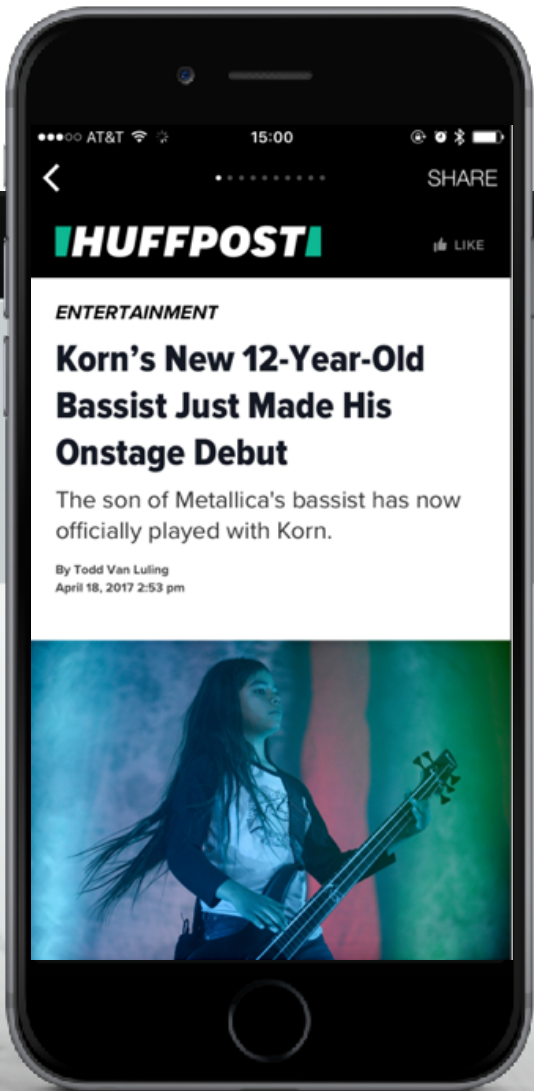 ●●●○○ AT&T 15:00
SHARE
HUFFPOST
LIKE
ENTERTAINMENT
Korn's New 12-Year-Old
Bassist Just Made His
Onstage Debut
The son of Metallica's bassist has now
officially played with Korn.
By Todd Van Luling
April 18, 2017 2:53 pm